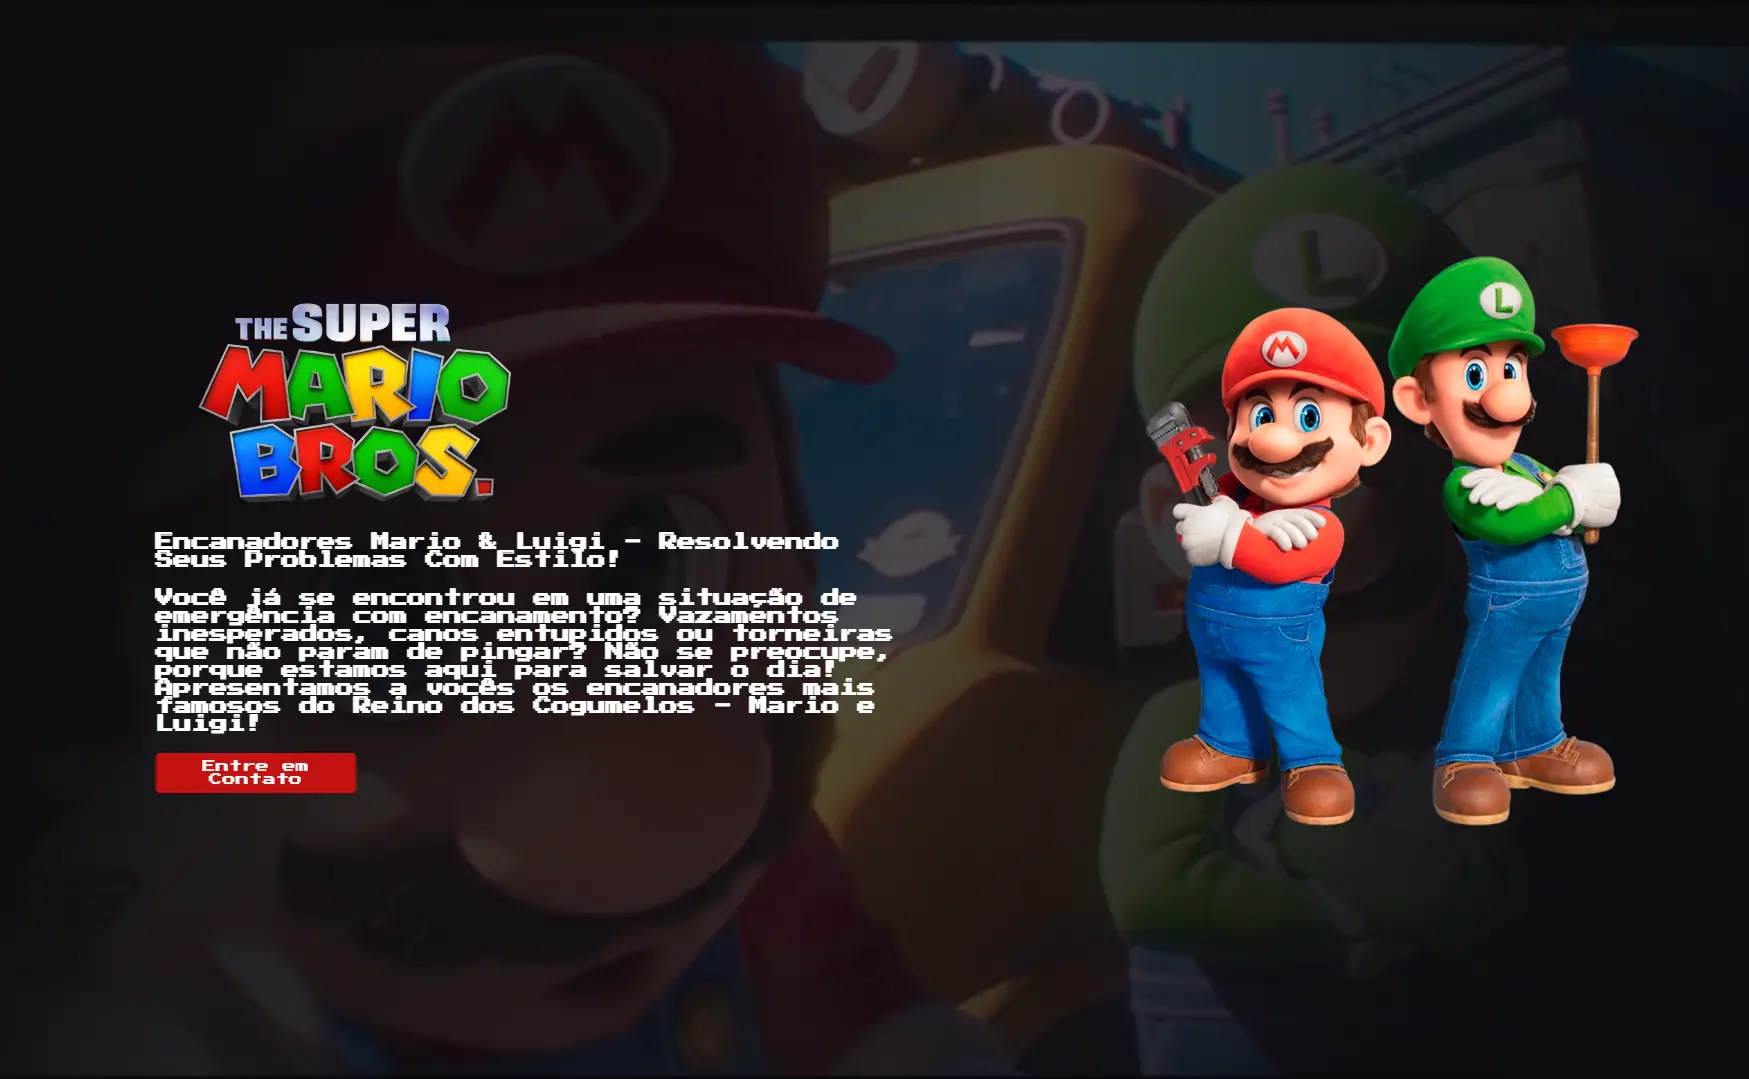 THE SUPER
MARIO
BROS.
Encanadores Mario & Luigi - Resolvendo
Seus Problemas Com Estilo!
Você já se encontrou em uma situação de
emergência com encanamento? Vazamentos
inesperados, canos entupidos ou torneiras
que não param de pingar? Não se preocupe,
porque estamos aqui para salvar o dia!
Apresentamos a vocês os encanadores mais
famosos do Reino dos Cogumelos - Mario e
Luigi!
Entre em
Contato
M
L
M
L